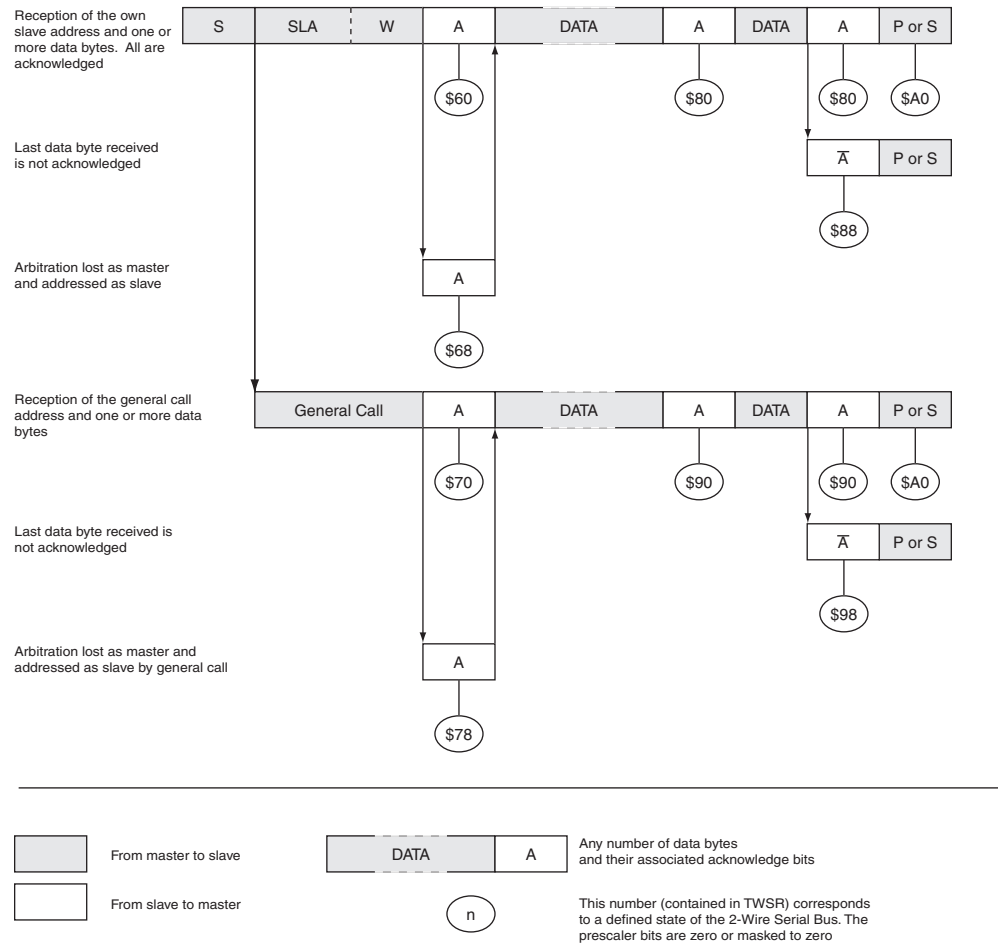 Reception of the own
slave address and one or
more data bytes. All are
acknowledged
S SLA W A DATA A DATA A P or S
$60 $80 $80 $A0
Last data byte received
is not acknowledged
A̅ P or S
$88
Arbitration lost as master
and addressed as slave
A
$68
Reception of the general call
address and one or more data
bytes
General Call A DATA A DATA A P or S
$70 $90 $90 $A0
Last data byte received is
not acknowledged
A̅ P or S
$98
Arbitration lost as master and
addressed as slave by general call
A
$78
From master to slave
DATA A
Any number of data bytes
and their associated acknowledge bits
From slave to master
n
This number (contained in TWSR) corresponds
to a defined state of the 2-Wire Serial Bus. The
prescaler bits are zero or masked to zero